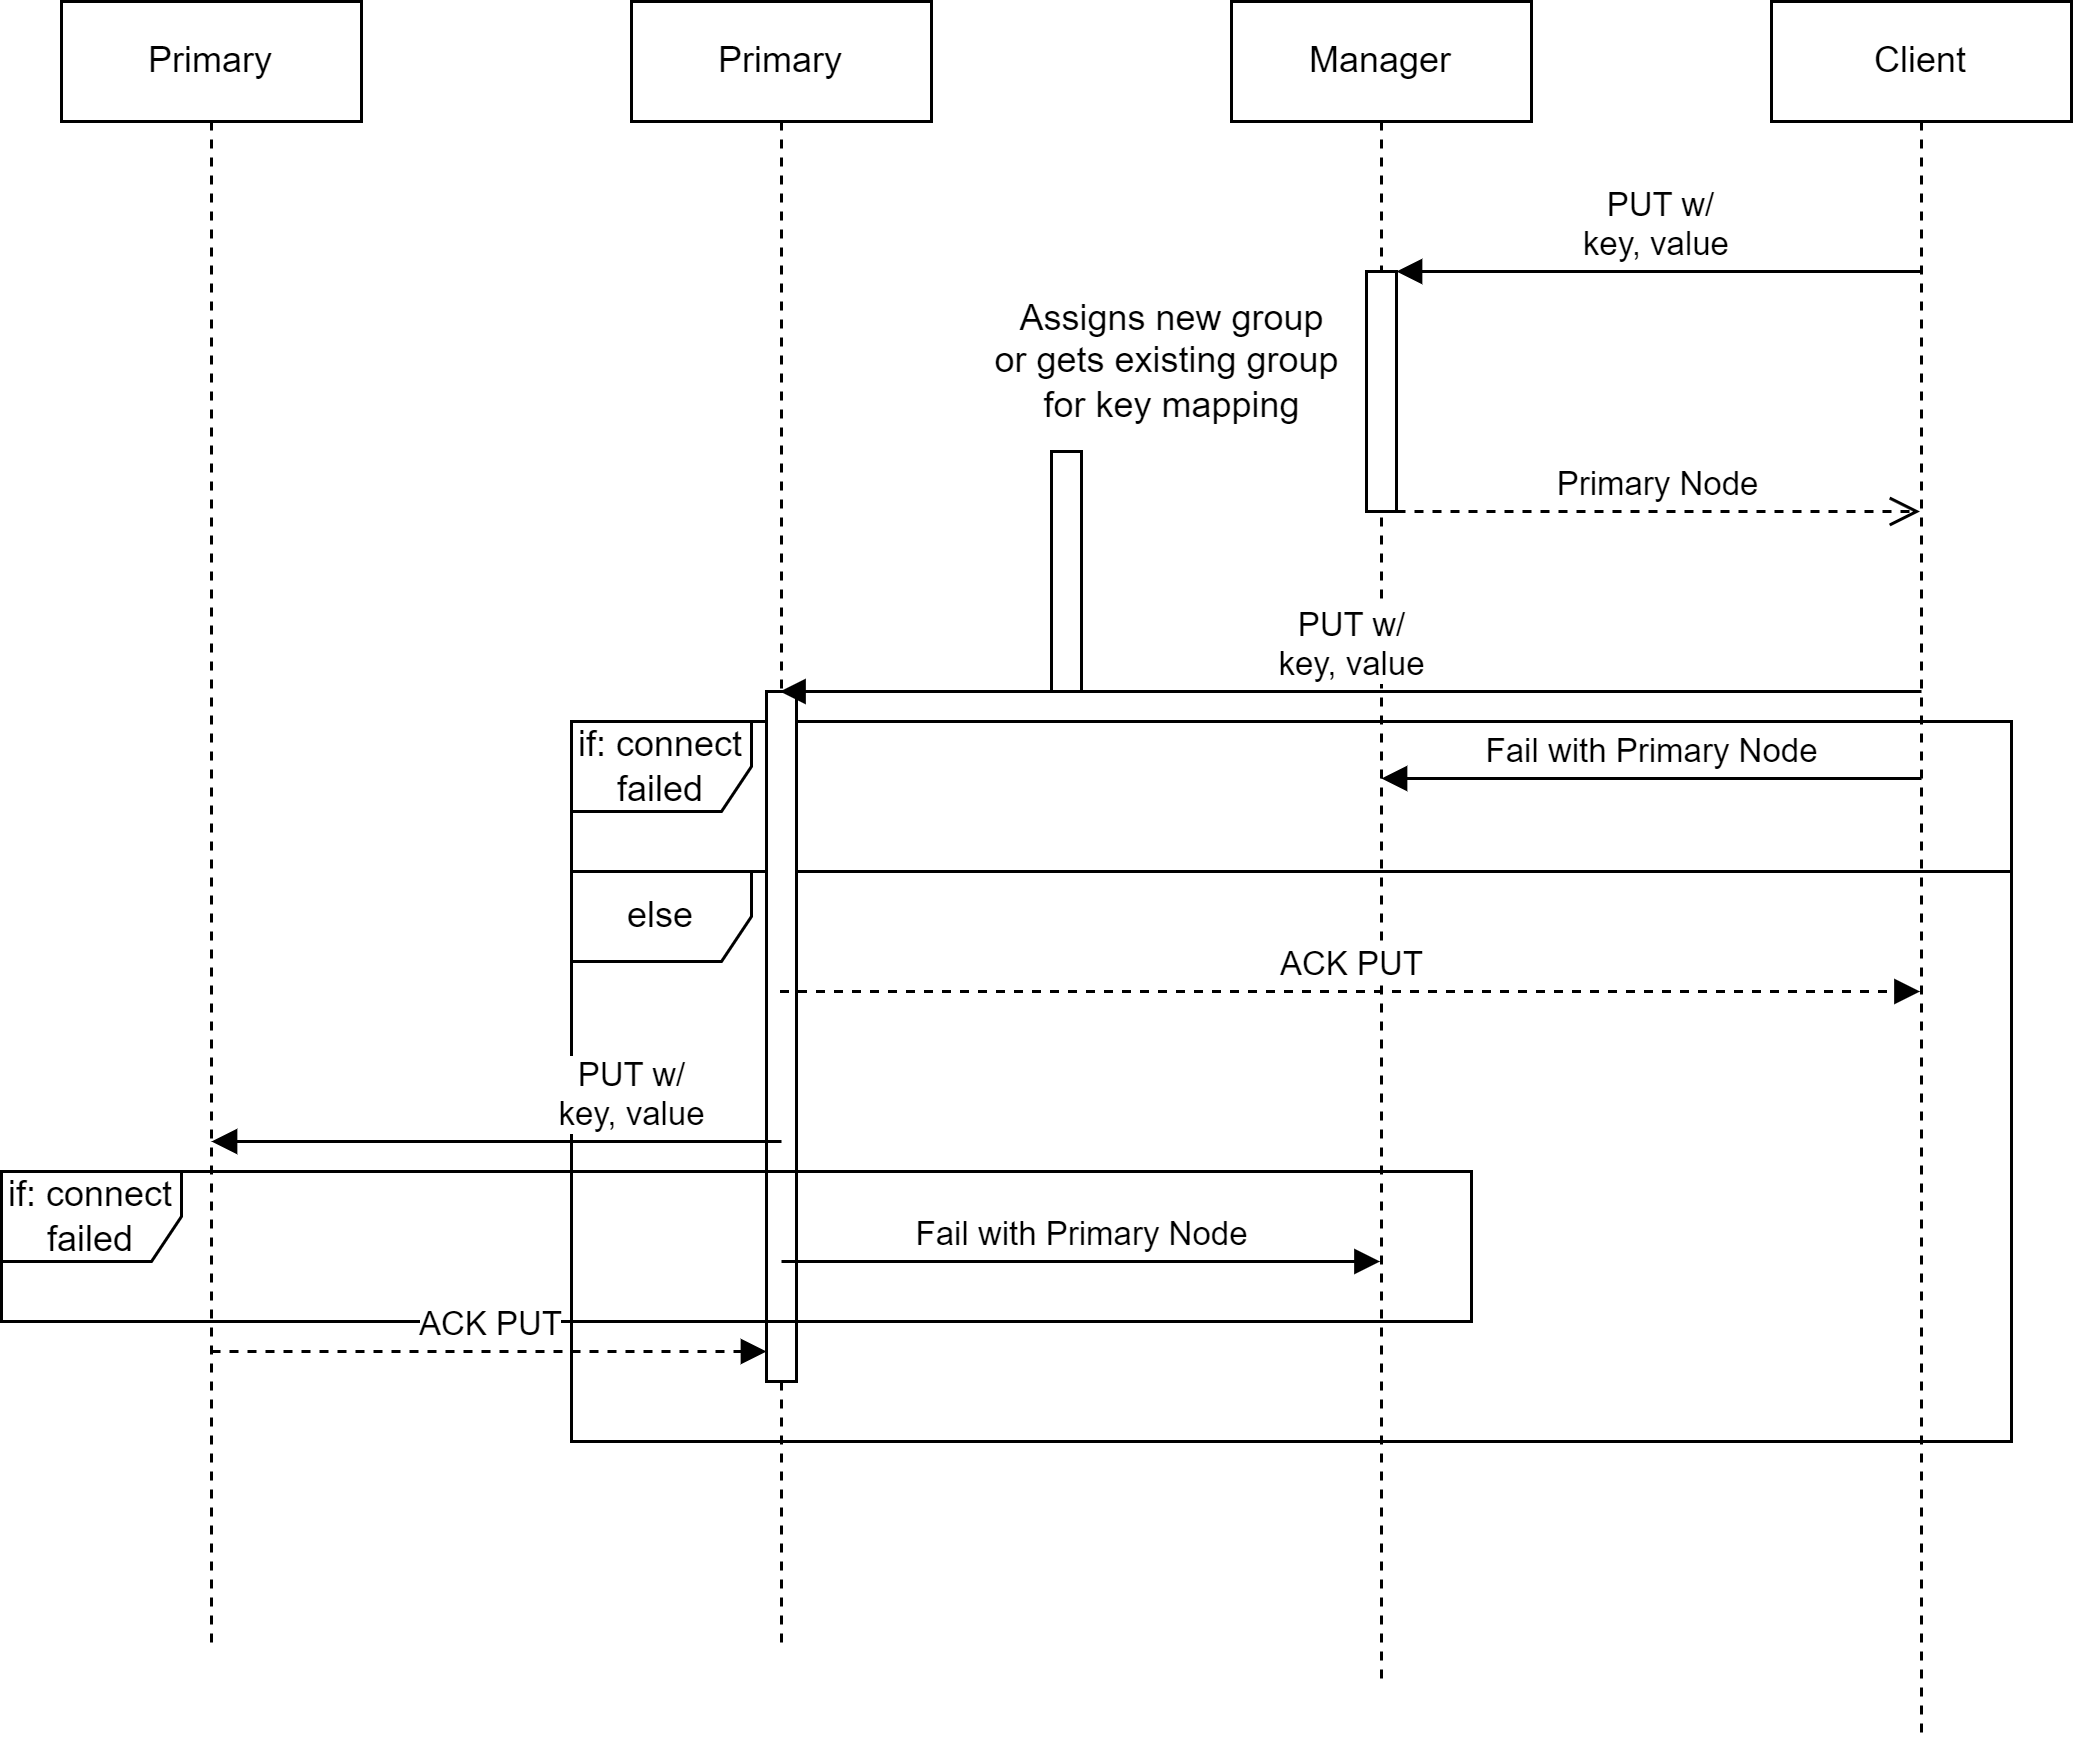 Primary
Primary
Manager
Client
PUT w/
key, value
Assigns new group
or gets existing group
for key mapping
Primary Node
PUT w/
key, value
if: connect
failed
Fail with Primary Node
else
ACK PUT
PUT w/
key, value
if: connect
failed
Fail with Primary Node
ACK PUT